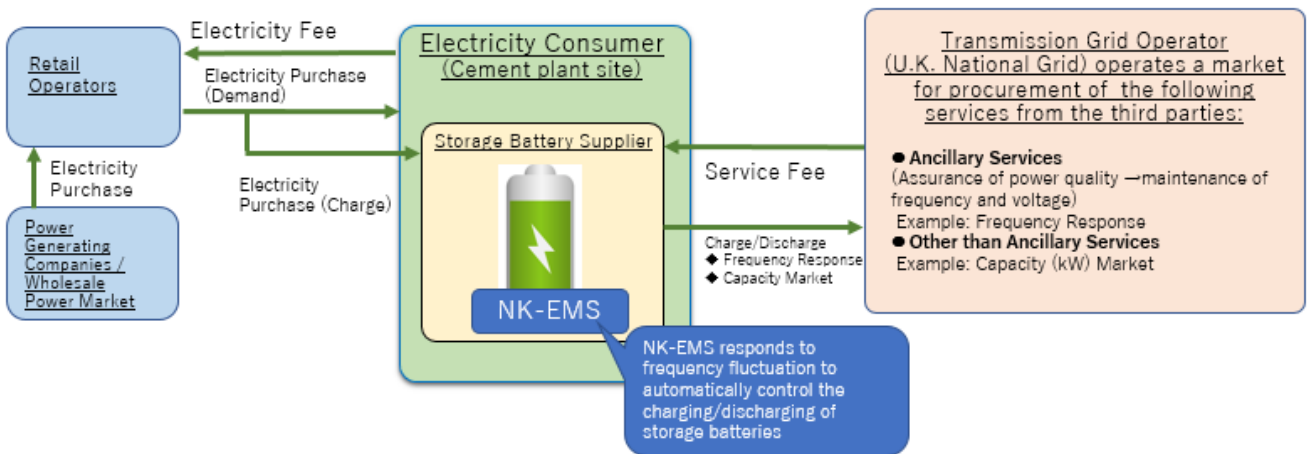 Retail
Operators
Electricity Fee
Electricity Purchase
(Demand)
Electricity
Purchase
Power
Generating
Companies /
Wholesale
Power Market
Electricity
Purchase (Charge)
Electricity Consumer
(Cement plant site)
Storage Battery Supplier
NK-EMS
NK-EMS responds to
frequency fluctuation to
automatically control the
charging/discharging of
storage batteries
Service Fee
Charge/Discharge
◆ Frequency Response
◆ Capacity Market
Transmission Grid Operator
(U.K. National Grid) operates a market
for procurement of the following
services from the third parties:
● Ancillary Services
(Assurance of power quality →maintenance of
frequency and voltage)
Example: Frequency Response
● Other than Ancillary Services
Example: Capacity (kW) Market